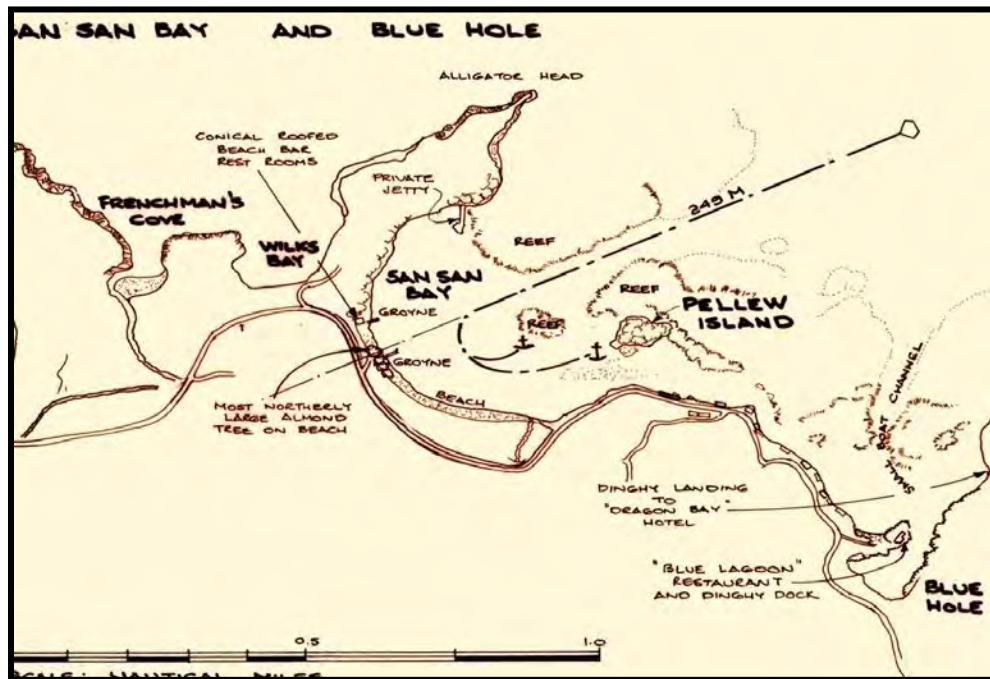 SAN SAN BAY AND BLUE HOLE
ALLIGATOR HEAD
CONICAL ROOFED
BEACH BAR
REST ROOMS
PRIVATE
JETTY
249 M
FRENCHMAN'S
COVE
WILKS
BAY
REEF
SAN SAN
BAY
REEF
PELLEW
ISLAND
GROYNE
REEF
GROYNE
BEACH
MOST NORTHERLY
LARGE ALMOND
TREE ON BEACH
SMALL BOAT CHANNEL
DINGHY LANDING
TO
"DRAGON BAY"
HOTEL
"BLUE LAGOON"
RESTAURANT
AND DINGHY DOCK
BLUE
HOLE
0.5
1.0
SCALE: NAUTICAL MILES